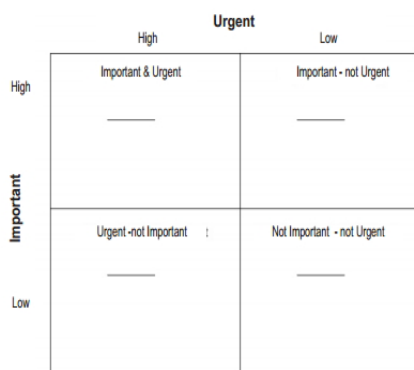 Urgent
High Low
Important & Urgent Important - not Urgent
High
Important
Urgent -not Important : Not Important - not Urgent
Low